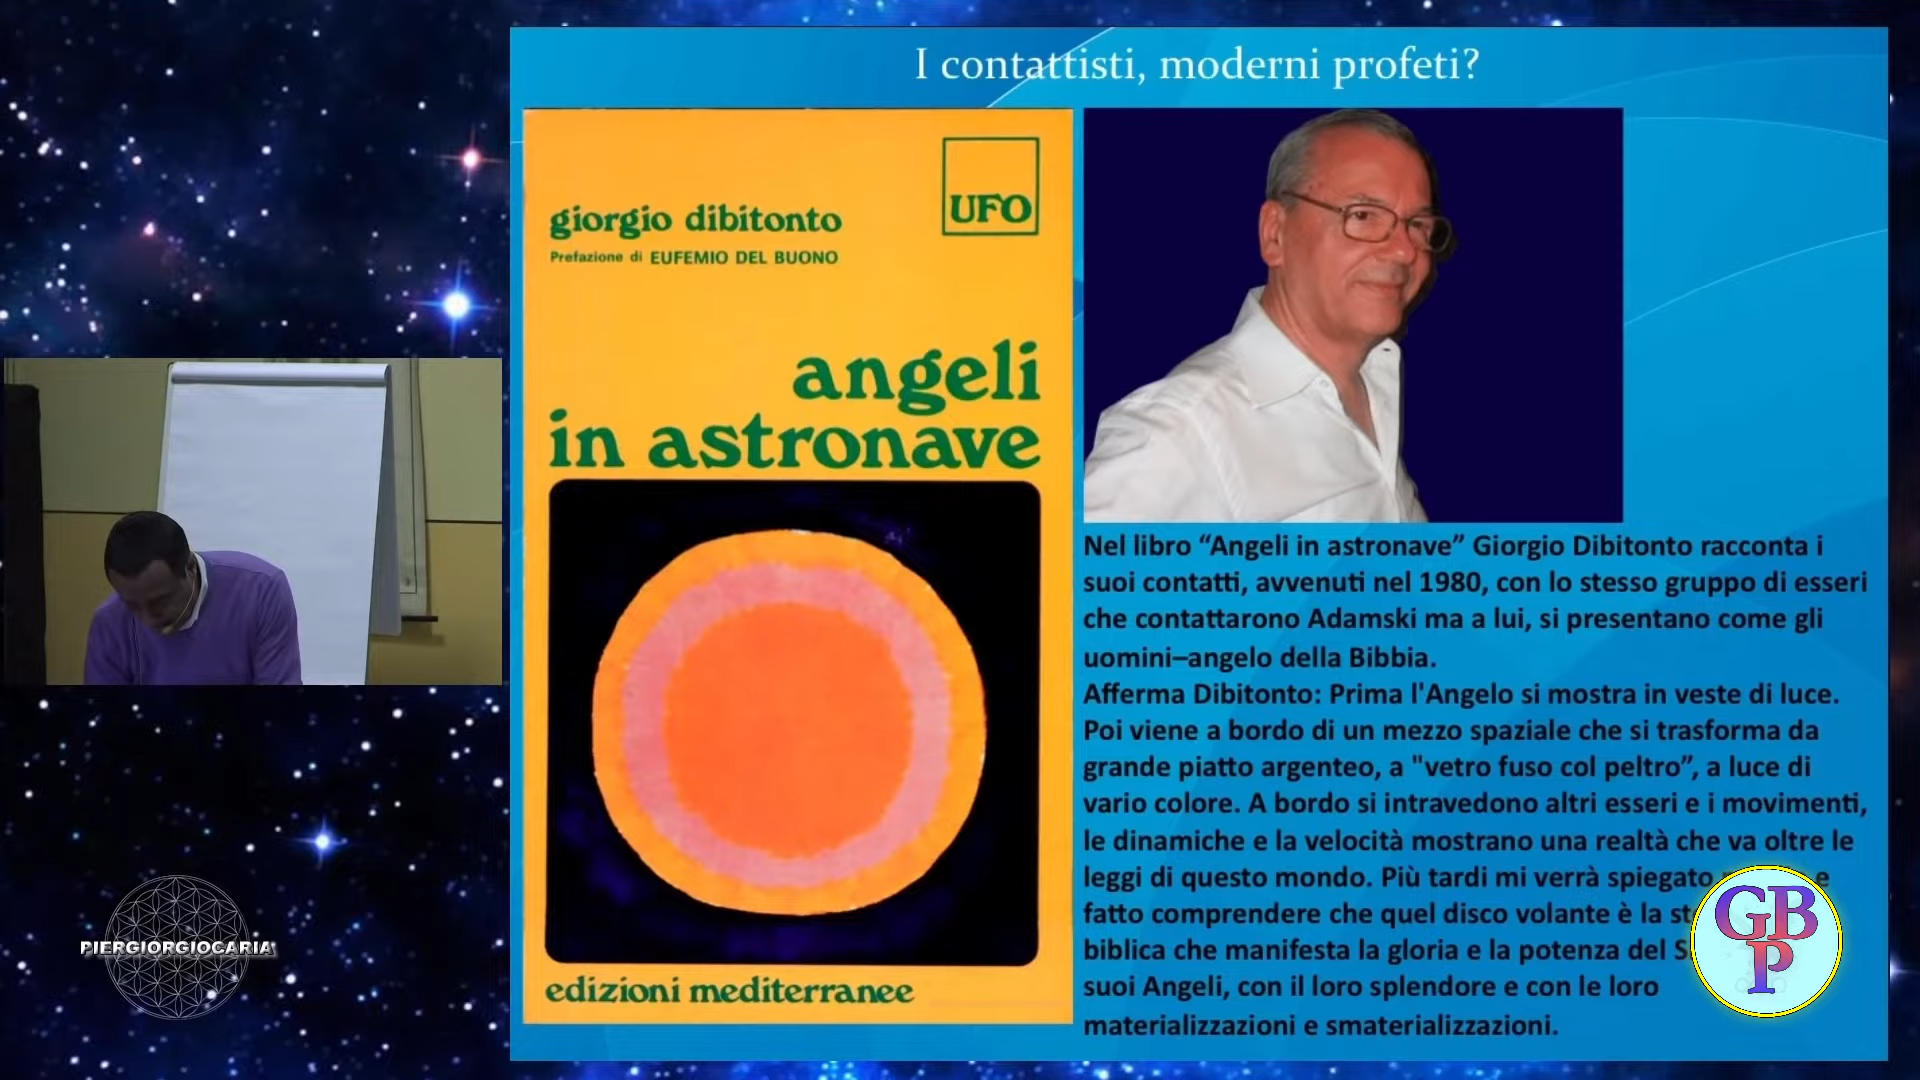 I contattisti, moderni profeti?
UFO
giorgio dibitonto
Prefazione di EUFEMIO DEL BUONO
angeli
in astronave
edizioni mediterranee
Nel libro “Angeli in astronave” Giorgio Dibitonto racconta i
suoi contatti, avvenuti nel 1980, con lo stesso gruppo di esseri
che contattarono Adamski ma a lui, si presentano come gli
uomini–angelo della Bibbia.
Afferma Dibitonto: Prima l'Angelo si mostra in veste di luce.
Poi viene a bordo di un mezzo spaziale che si trasforma da
grande piatto argenteo, a "vetro fuso col peltro”, a luce di
vario colore. A bordo si intravedono altri esseri e i movimenti,
le dinamiche e la velocità mostrano una realtà che va oltre le
leggi di questo mondo. Più tardi mi verrà spiegato e
fatto comprendere che quel disco volante è la
biblica che manifesta la gloria e la potenza del
suoi Angeli, con il loro splendore e con le loro
materializzazioni e smaterializzazioni.
PIERGIORGIOCARIA
GBP